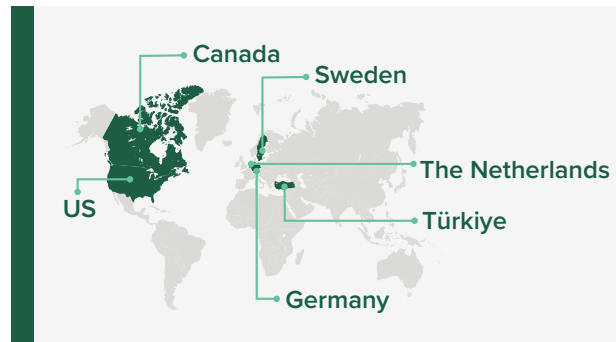 Canada
Sweden
The Netherlands
US
Türkiye
Germany